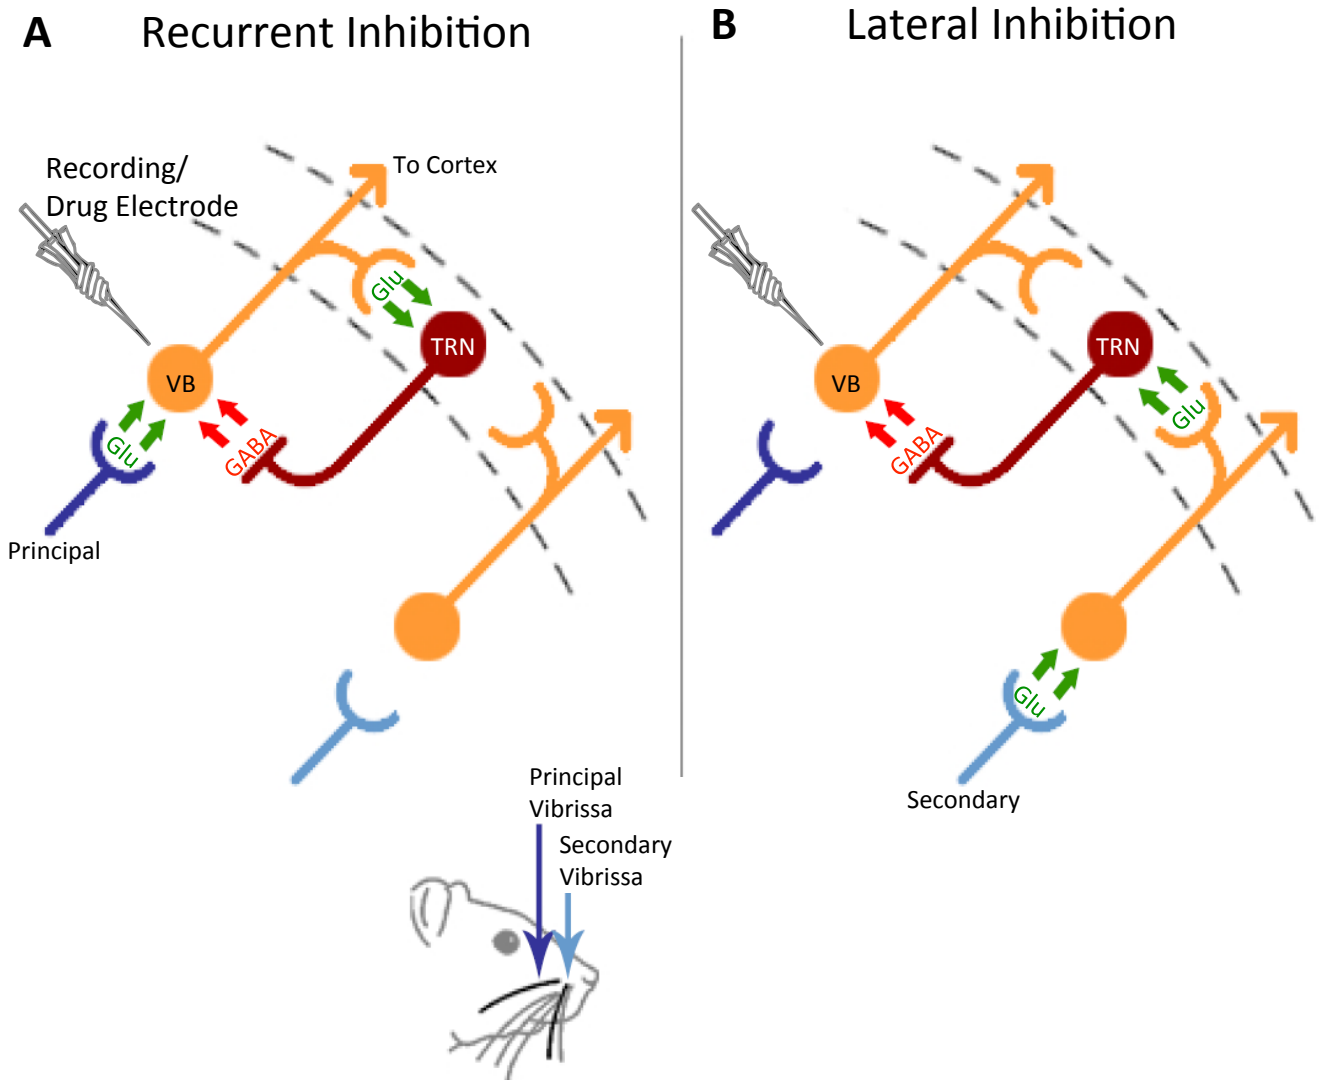 A
Recurrent Inhibition
Recording/
Drug Electrode
To Cortex
Glu
TRN
VB
Glu
GABA
Principal
B
Lateral Inhibition
TRN
VB
Glu
GABA
Glu
Secondary
Principal
Vibrissa
Secondary
Vibrissa